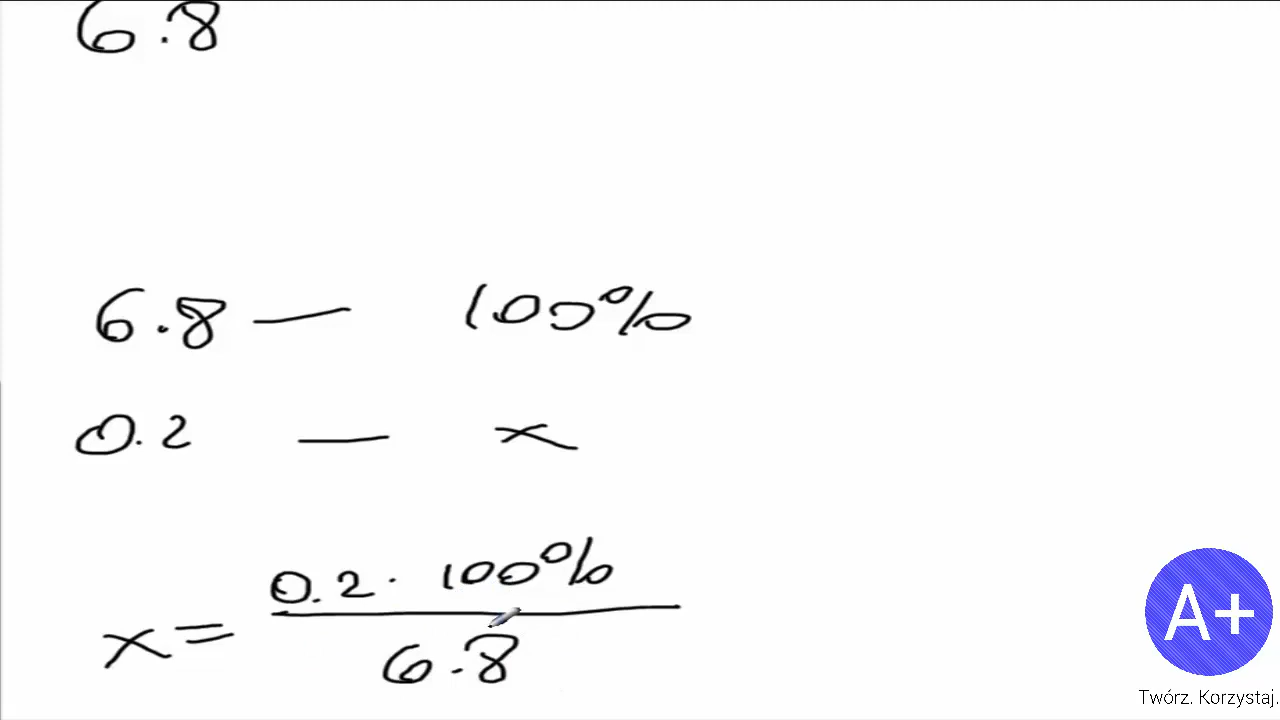 6.8
6.8 — 100%
0.2 — x
x = 0.2 · 100% / 6.8
A+
Twórz. Korzystaj.